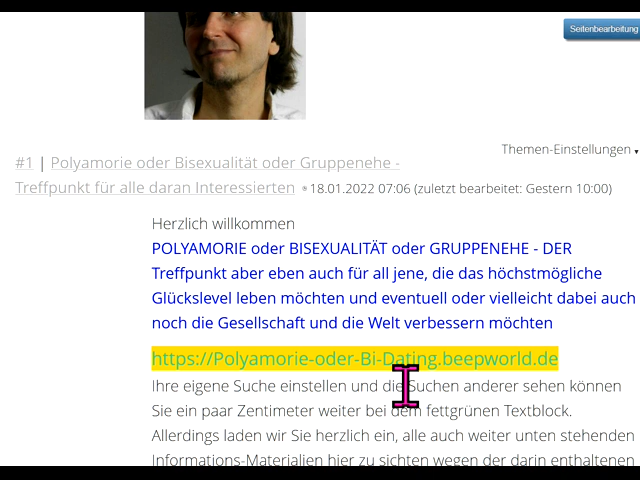 Seitenbearbeitung
Themen-Einstellungen
#1 | Polyamorie oder Bisexualität oder Gruppenehe -
Treffpunkt für alle daran Interessierten 18.01.2022 07:06 (zuletzt bearbeitet: Gestern 10:00)
Herzlich willkommen
POLYAMORIE oder BISEXUALITÄT oder GRUPPENEHE - DER
Treffpunkt aber eben auch für all jene, die das höchstmögliche
Glückslevel leben möchten und eventuell oder vielleicht dabei auch
noch die Gesellschaft und die Welt verbessern möchten
https://Polyamorie-oder-Bi-Dating.beepworld.de
Ihre eigene Suche einstellen und die Suchen anderer sehen können
Sie ein paar Zentimeter weiter bei dem fettgrünen Textblock.
Allerdings laden wir Sie herzlich ein, alle auch weiter unten stehenden
Informations-Materialien hier zu sichten wegen der darin enthaltenen